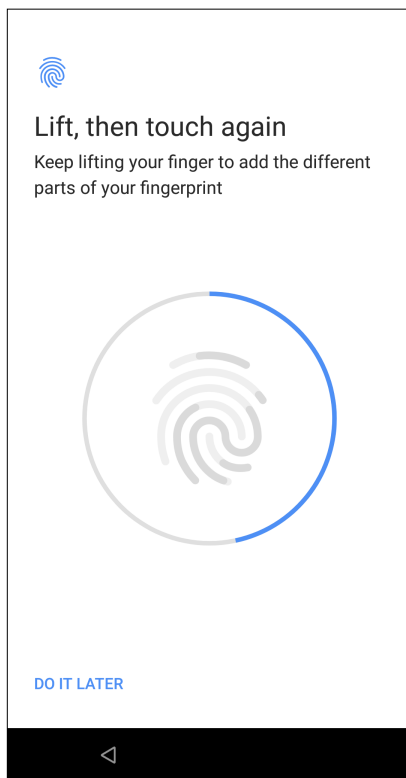 Lift, then touch again
Keep lifting your finger to add the different
parts of your fingerprint
DO IT LATER